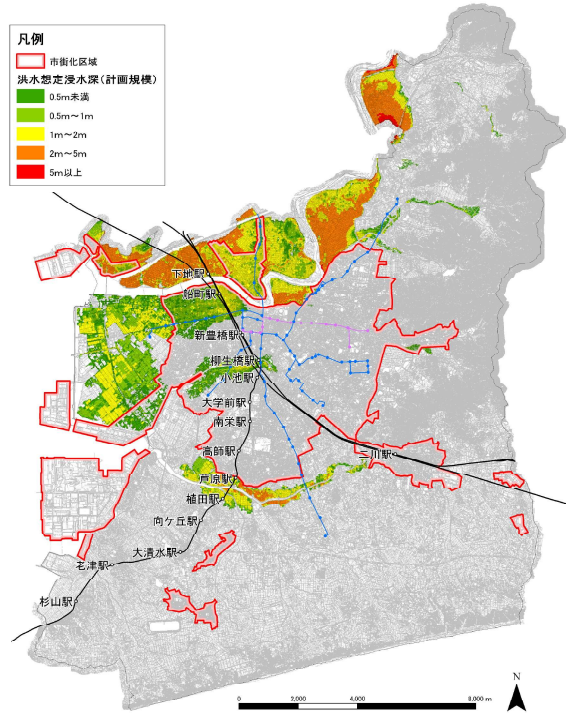 凡例
市街化区域
洪水想定浸水深(計画規模)
0.5m未満
0.5m~1m
1m~2m
2m~5m
5m以上
下地駅
船町駅
新豊橋駅
柳生橋駅
小池駅
大学前駅
南栄駅
高師駅
二川駅
芦原駅
植田駅
向ケ丘駅
大清水駅
老津駅
杉山駅
N
0 2,000 4,000 8,000 m